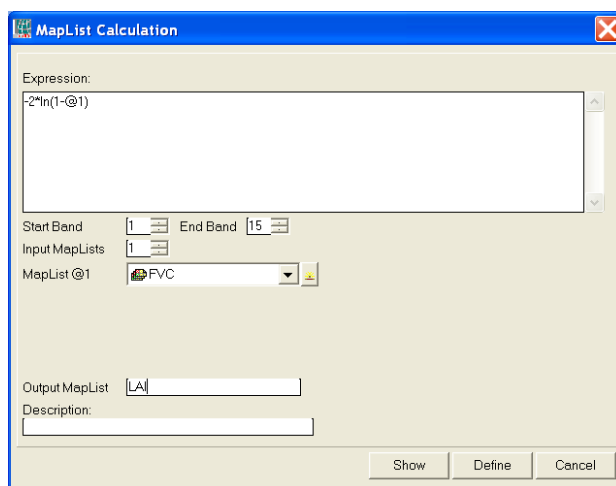 MapList Calculation
Expression:
-2*ln(1-@1)
Start Band 1 End Band 15
Input MapLists 1
MapList @1 FVC
Output MapList LAI
Description:
Show Define Cancel